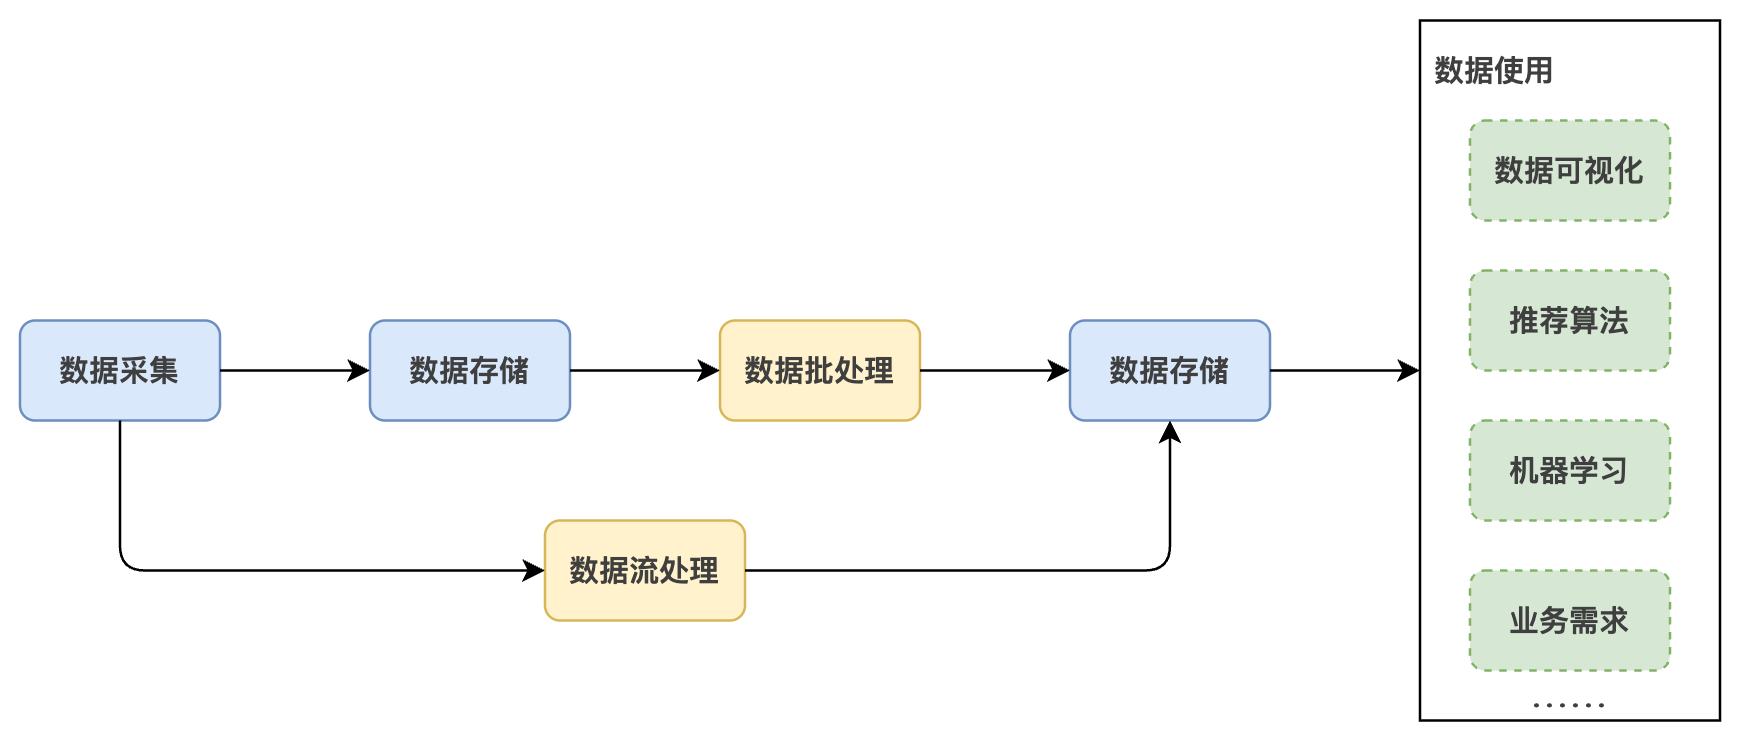 数据采集
数据存储
数据批处理
数据存储
数据流处理
数据使用
数据可视化
推荐算法
机器学习
业务需求
······